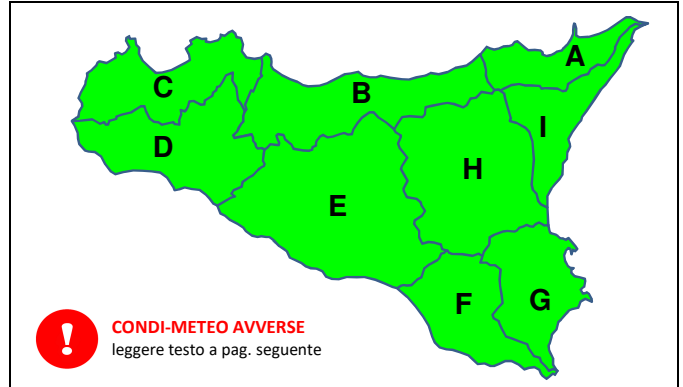 A
B
C
I
D
H
E
F
G
!
CONDI-METEO AVVERSE
leggere testo a pag. seguente